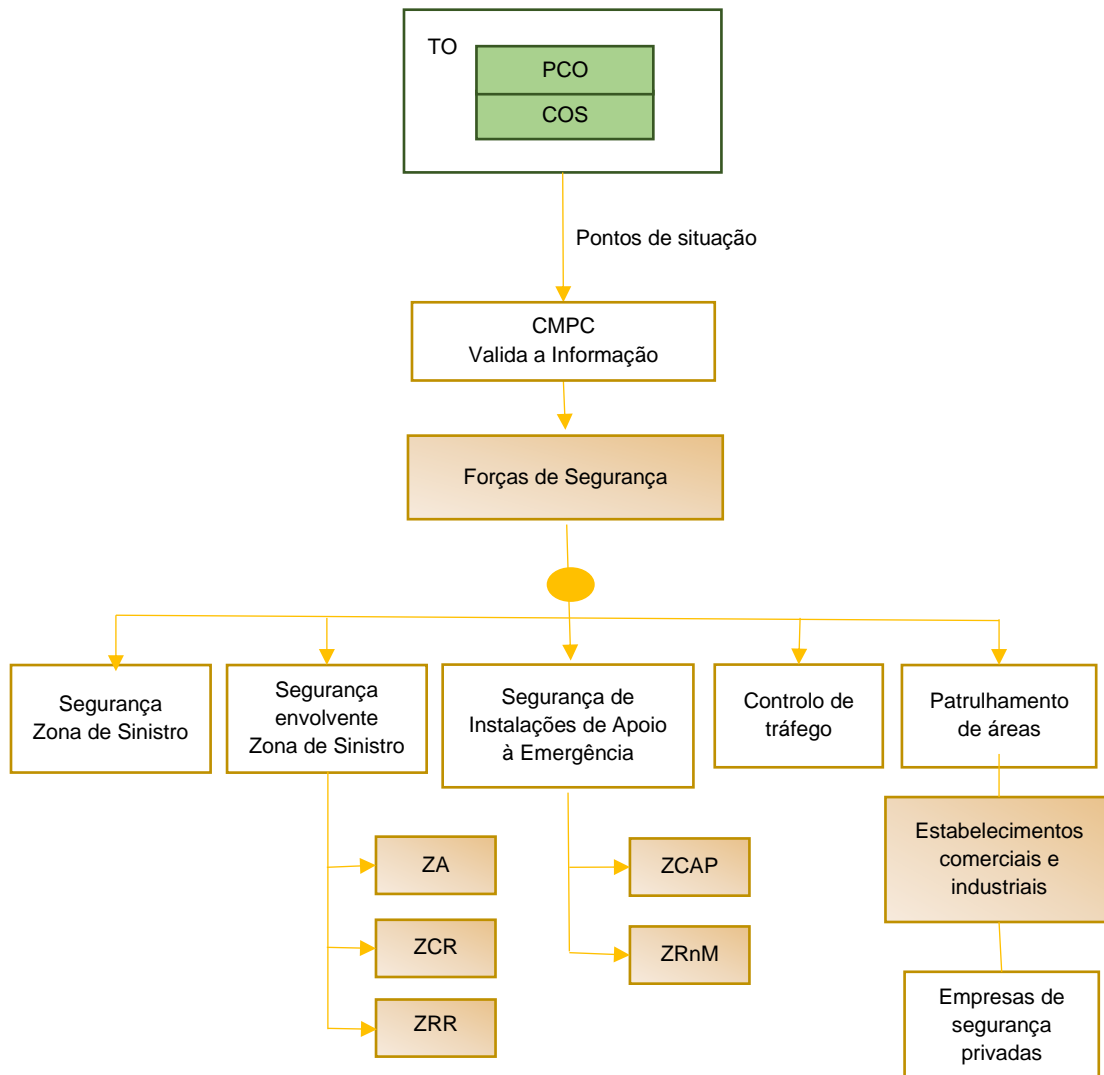 TO
PCO
COS
Pontos de situação
CMPC
Valida a Informação
Forças de Segurança
Segurança
Zona de Sinistro
Segurança
envolvente
Zona de Sinistro
Segurança de
Instalações de Apoio
à Emergência
Controlo de
tráfego
Patrulhamento
de áreas
ZA
ZCR
ZRR
ZCAP
ZRnM
Estabelecimentos
comerciais e
industriais
Empresas de
segurança
privadas